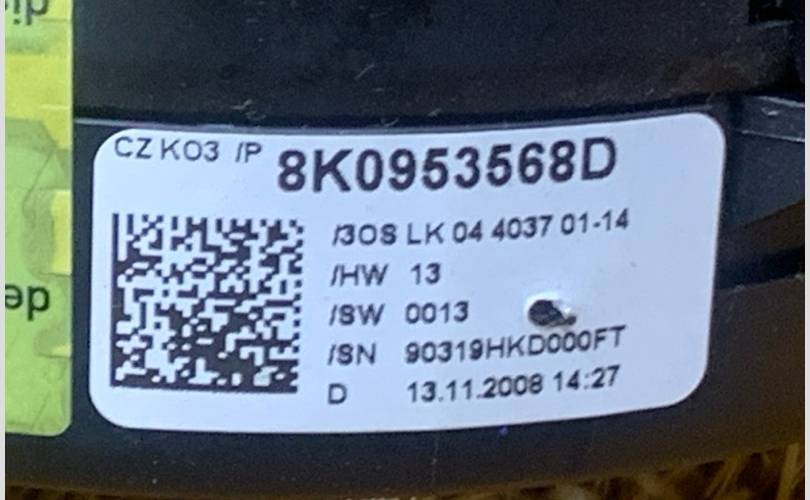 CZ K03 /P 8K0953568D
/3OS LK 04 4037 01-14
/HW 13
/SW 0013
/SN 90319HKD000FT
D 13.11.2008 14:27